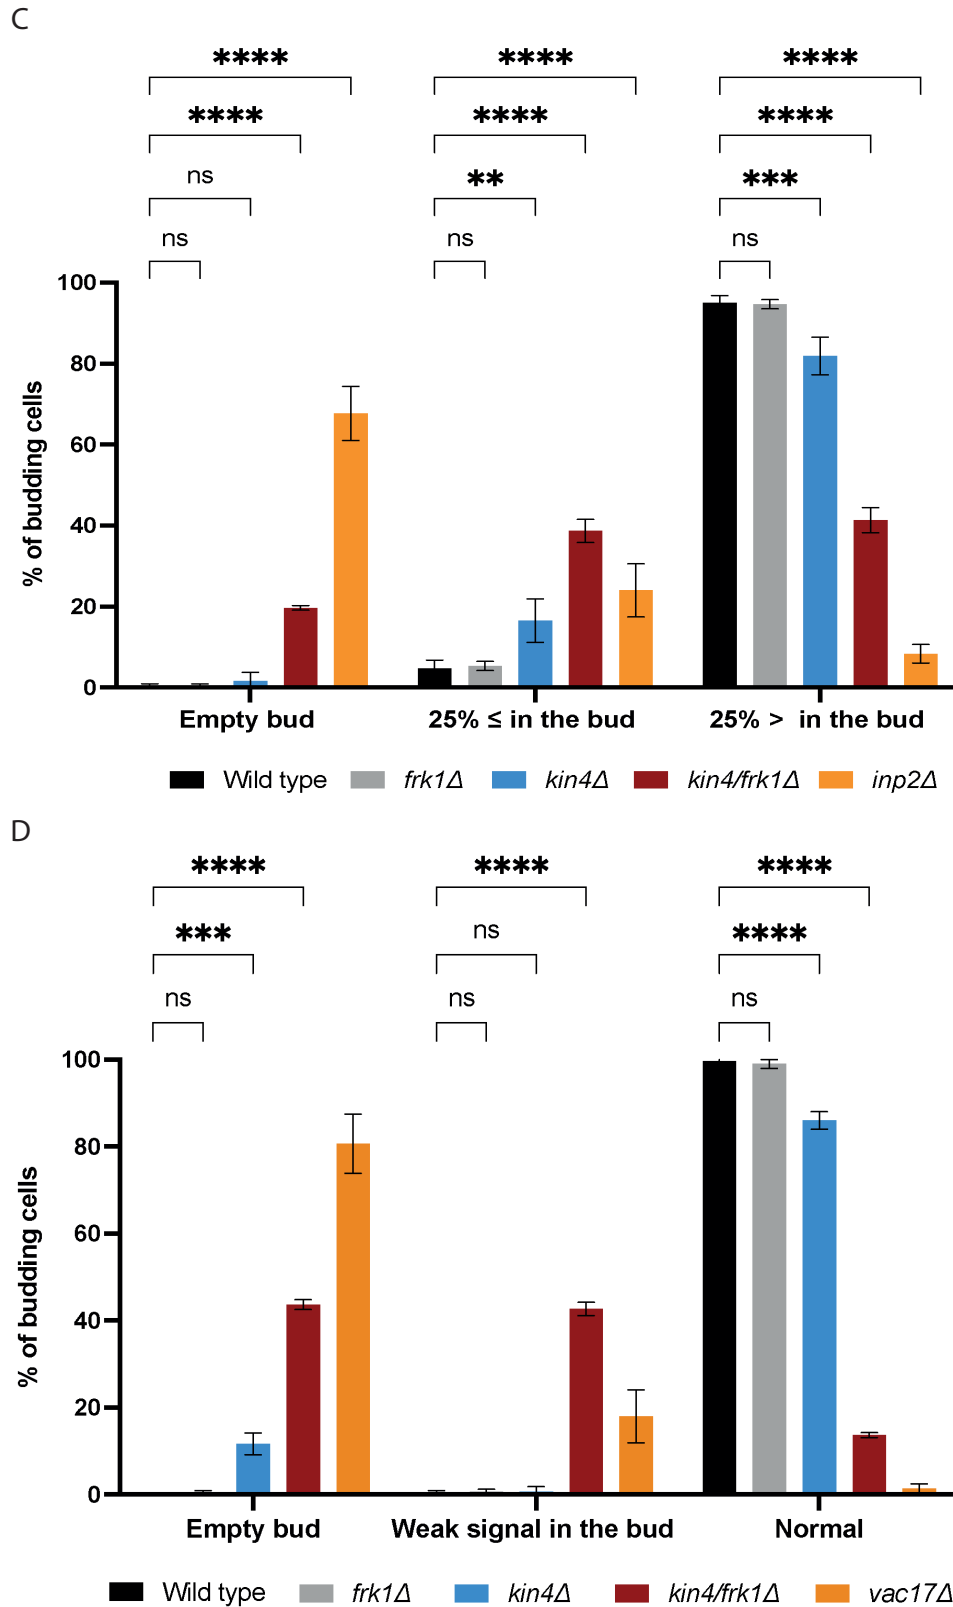 C
****
****
****
****
****
****
ns
**
***
ns
ns
ns
100
80
60
40
20
0
% of budding cells
Empty bud
25% ≤ in the bud
25% > in the bud
Wild type
frk1Δ
kin4Δ
kin4/frk1Δ
inp2Δ
D
****
****
****
***
ns
****
ns
ns
ns
100
80
60
40
20
0
% of budding cells
Empty bud
Weak signal in the bud
Normal
Wild type
frk1Δ
kin4Δ
kin4/frk1Δ
vac17Δ